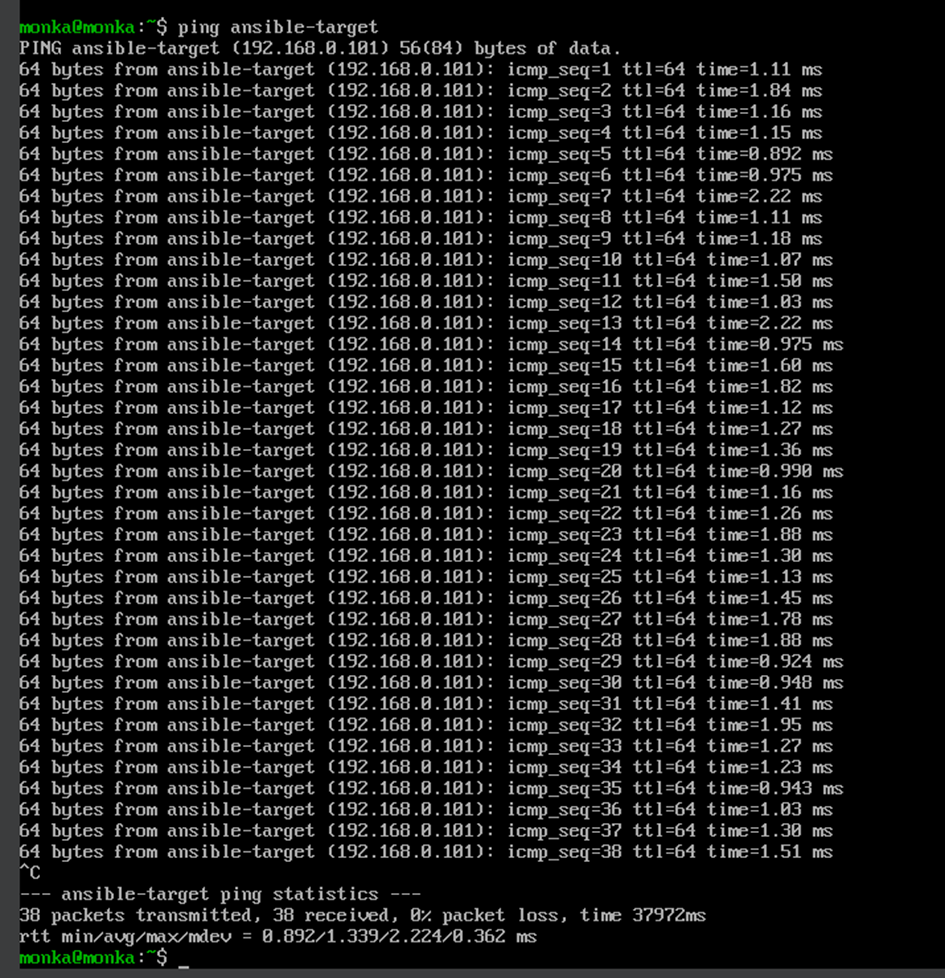 monka@monka:~$ ping ansible-target
PING ansible-target (192.168.0.101) 56(84) bytes of data.
64 bytes from ansible-target (192.168.0.101): icmp_seq=1 ttl=64 time=1.11 ms
64 bytes from ansible-target (192.168.0.101): icmp_seq=2 ttl=64 time=1.84 ms
64 bytes from ansible-target (192.168.0.101): icmp_seq=3 ttl=64 time=1.16 ms
64 bytes from ansible-target (192.168.0.101): icmp_seq=4 ttl=64 time=1.15 ms
64 bytes from ansible-target (192.168.0.101): icmp_seq=5 ttl=64 time=0.892 ms
64 bytes from ansible-target (192.168.0.101): icmp_seq=6 ttl=64 time=0.975 ms
64 bytes from ansible-target (192.168.0.101): icmp_seq=7 ttl=64 time=2.22 ms
64 bytes from ansible-target (192.168.0.101): icmp_seq=8 ttl=64 time=1.11 ms
64 bytes from ansible-target (192.168.0.101): icmp_seq=9 ttl=64 time=1.18 ms
64 bytes from ansible-target (192.168.0.101): icmp_seq=10 ttl=64 time=1.07 ms
64 bytes from ansible-target (192.168.0.101): icmp_seq=11 ttl=64 time=1.50 ms
64 bytes from ansible-target (192.168.0.101): icmp_seq=12 ttl=64 time=1.03 ms
64 bytes from ansible-target (192.168.0.101): icmp_seq=13 ttl=64 time=2.22 ms
64 bytes from ansible-target (192.168.0.101): icmp_seq=14 ttl=64 time=0.975 ms
64 bytes from ansible-target (192.168.0.101): icmp_seq=15 ttl=64 time=1.60 ms
64 bytes from ansible-target (192.168.0.101): icmp_seq=16 ttl=64 time=1.82 ms
64 bytes from ansible-target (192.168.0.101): icmp_seq=17 ttl=64 time=1.12 ms
64 bytes from ansible-target (192.168.0.101): icmp_seq=18 ttl=64 time=1.27 ms
64 bytes from ansible-target (192.168.0.101): icmp_seq=19 ttl=64 time=1.36 ms
64 bytes from ansible-target (192.168.0.101): icmp_seq=20 ttl=64 time=0.990 ms
64 bytes from ansible-target (192.168.0.101): icmp_seq=21 ttl=64 time=1.16 ms
64 bytes from ansible-target (192.168.0.101): icmp_seq=22 ttl=64 time=1.26 ms
64 bytes from ansible-target (192.168.0.101): icmp_seq=23 ttl=64 time=1.88 ms
64 bytes from ansible-target (192.168.0.101): icmp_seq=24 ttl=64 time=1.30 ms
64 bytes from ansible-target (192.168.0.101): icmp_seq=25 ttl=64 time=1.13 ms
64 bytes from ansible-target (192.168.0.101): icmp_seq=26 ttl=64 time=1.45 ms
64 bytes from ansible-target (192.168.0.101): icmp_seq=27 ttl=64 time=1.78 ms
64 bytes from ansible-target (192.168.0.101): icmp_seq=28 ttl=64 time=1.88 ms
64 bytes from ansible-target (192.168.0.101): icmp_seq=29 ttl=64 time=0.924 ms
64 bytes from ansible-target (192.168.0.101): icmp_seq=30 ttl=64 time=0.948 ms
64 bytes from ansible-target (192.168.0.101): icmp_seq=31 ttl=64 time=1.41 ms
64 bytes from ansible-target (192.168.0.101): icmp_seq=32 ttl=64 time=1.95 ms
64 bytes from ansible-target (192.168.0.101): icmp_seq=33 ttl=64 time=1.27 ms
64 bytes from ansible-target (192.168.0.101): icmp_seq=34 ttl=64 time=1.23 ms
64 bytes from ansible-target (192.168.0.101): icmp_seq=35 ttl=64 time=0.943 ms
64 bytes from ansible-target (192.168.0.101): icmp_seq=36 ttl=64 time=1.03 ms
64 bytes from ansible-target (192.168.0.101): icmp_seq=37 ttl=64 time=1.30 ms
64 bytes from ansible-target (192.168.0.101): icmp_seq=38 ttl=64 time=1.51 ms
^C
--- ansible-target ping statistics ---
38 packets transmitted, 38 received, 0% packet loss, time 37972ms
rtt min/avg/max/mdev = 0.892/1.339/2.224/0.362 ms
monka@monka:~$ _